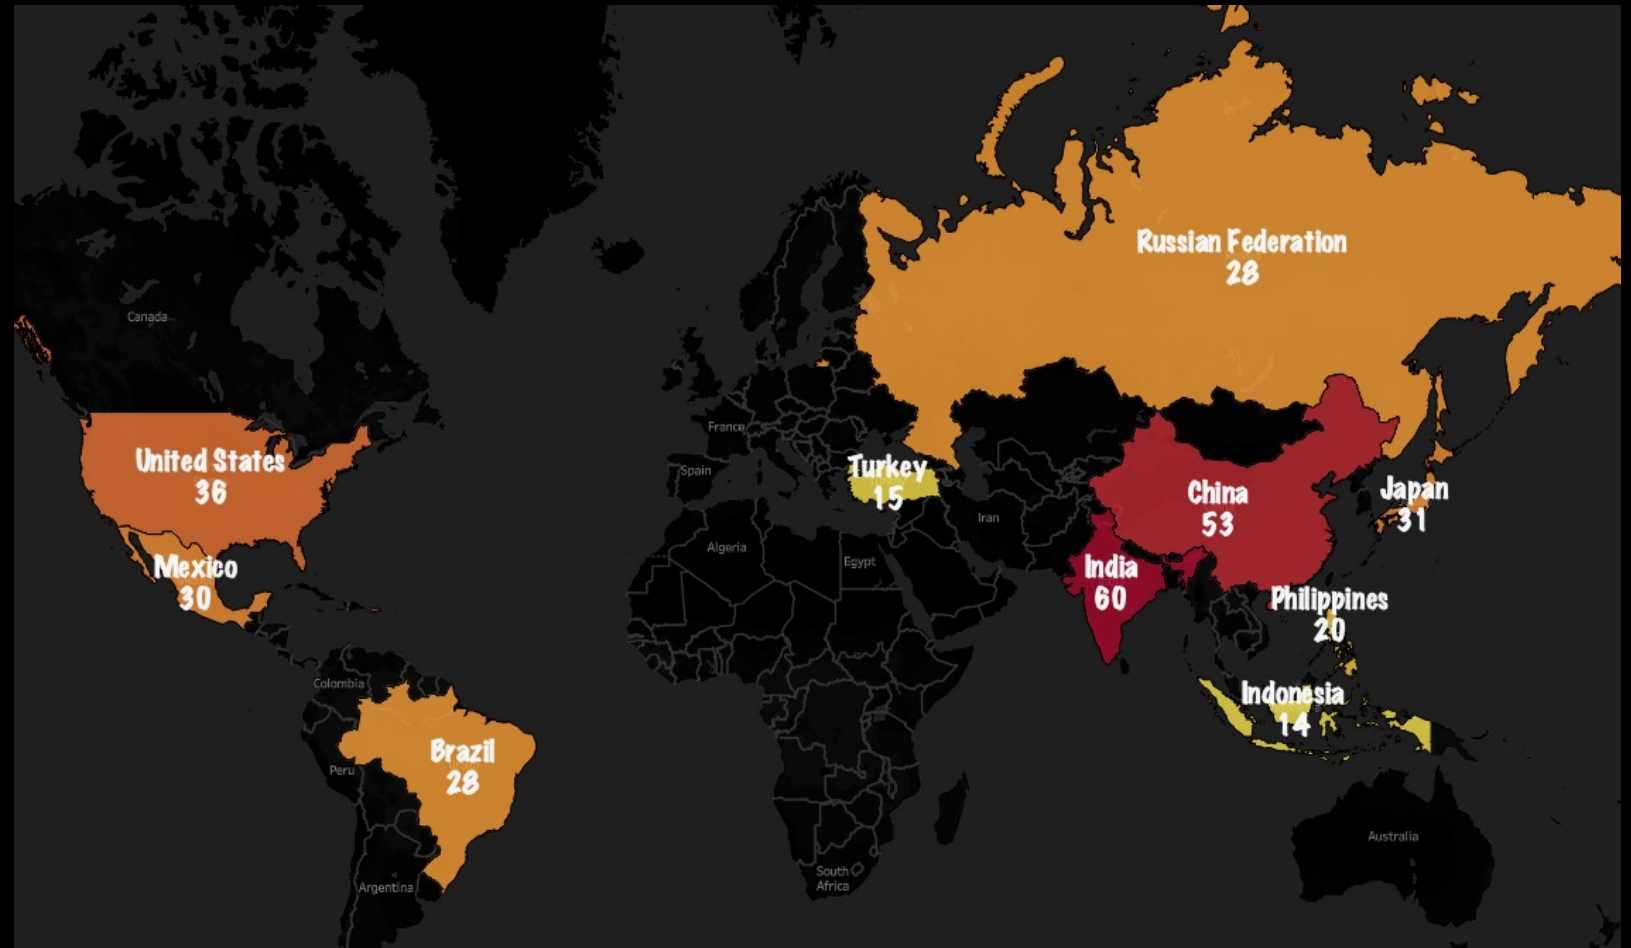 Russian Federation
28
Canada
France
Spain
United States
36
Turkey
15
China
53
Japan
31
Iran
Algeria
Egypt
Mexico
30
India
60
Philippines
20
Colombia
Indonesia
14
Brazil
28
Peru
Australia
South
Africa
Argentina